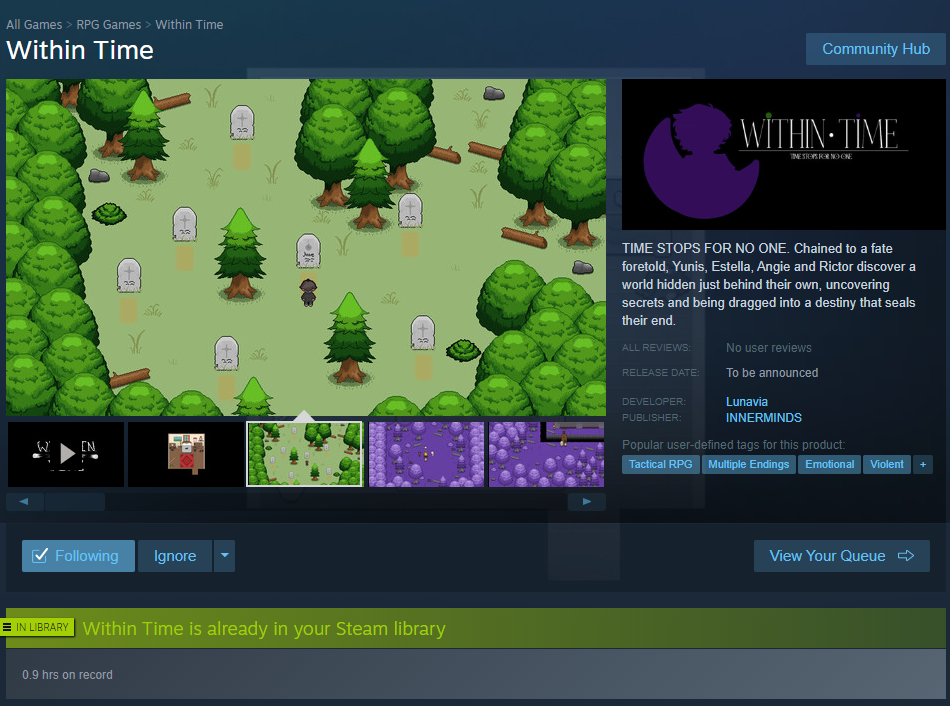 All Games > RPG Games > Within Time
Within Time
Community Hub
WITHIN·TIME
TIME STOPS FOR NO ONE
TIME STOPS FOR NO ONE. Chained to a fate
foretold, Yunis, Estella, Angie and Rictor discover a
world hidden just behind their own, uncovering
secrets and being dragged into a destiny that seals
their end.
ALL REVIEWS: No user reviews
RELEASE DATE: To be announced
DEVELOPER: Lunavia
PUBLISHER: INNERMINDS
Popular user-defined tags for this product:
Tactical RPG Multiple Endings Emotional Violent +
Following Ignore
View Your Queue
IN LIBRARY Within Time is already in your Steam library
0.9 hrs on record